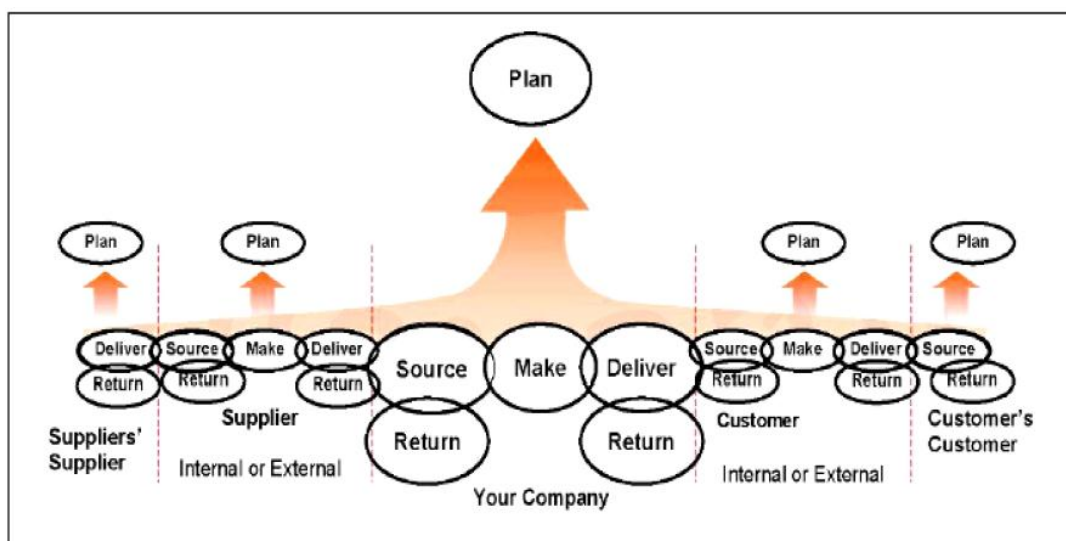 Plan
Plan
Plan
Plan
Plan
Deliver
Source
Make
Deliver
Source
Make
Deliver
Source
Make
Deliver
Source
Return
Return
Return
Return
Return
Return
Return
Return
Supplier
Customer
Suppliers'
Supplier
Customer's
Customer
Internal or External
Internal or External
Your Company